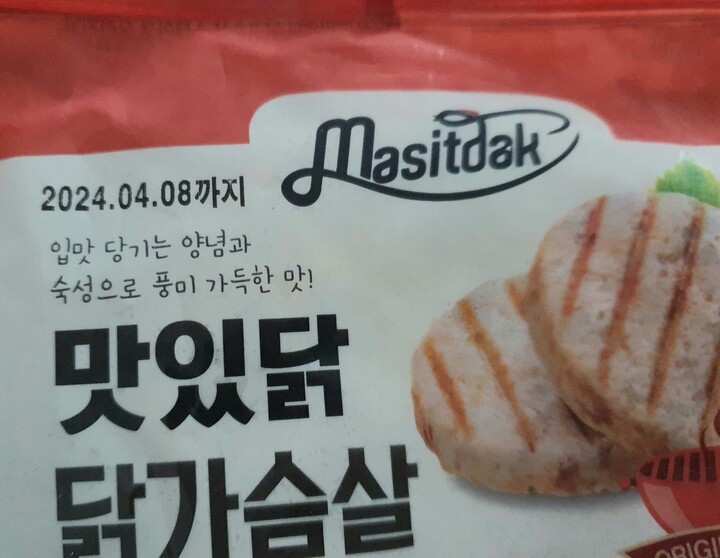 Masitdak
2024.04.08까지
입맛 당기는 양념과
숙성으로 풍미 가득한 맛!
맛있닭
닭가슴살